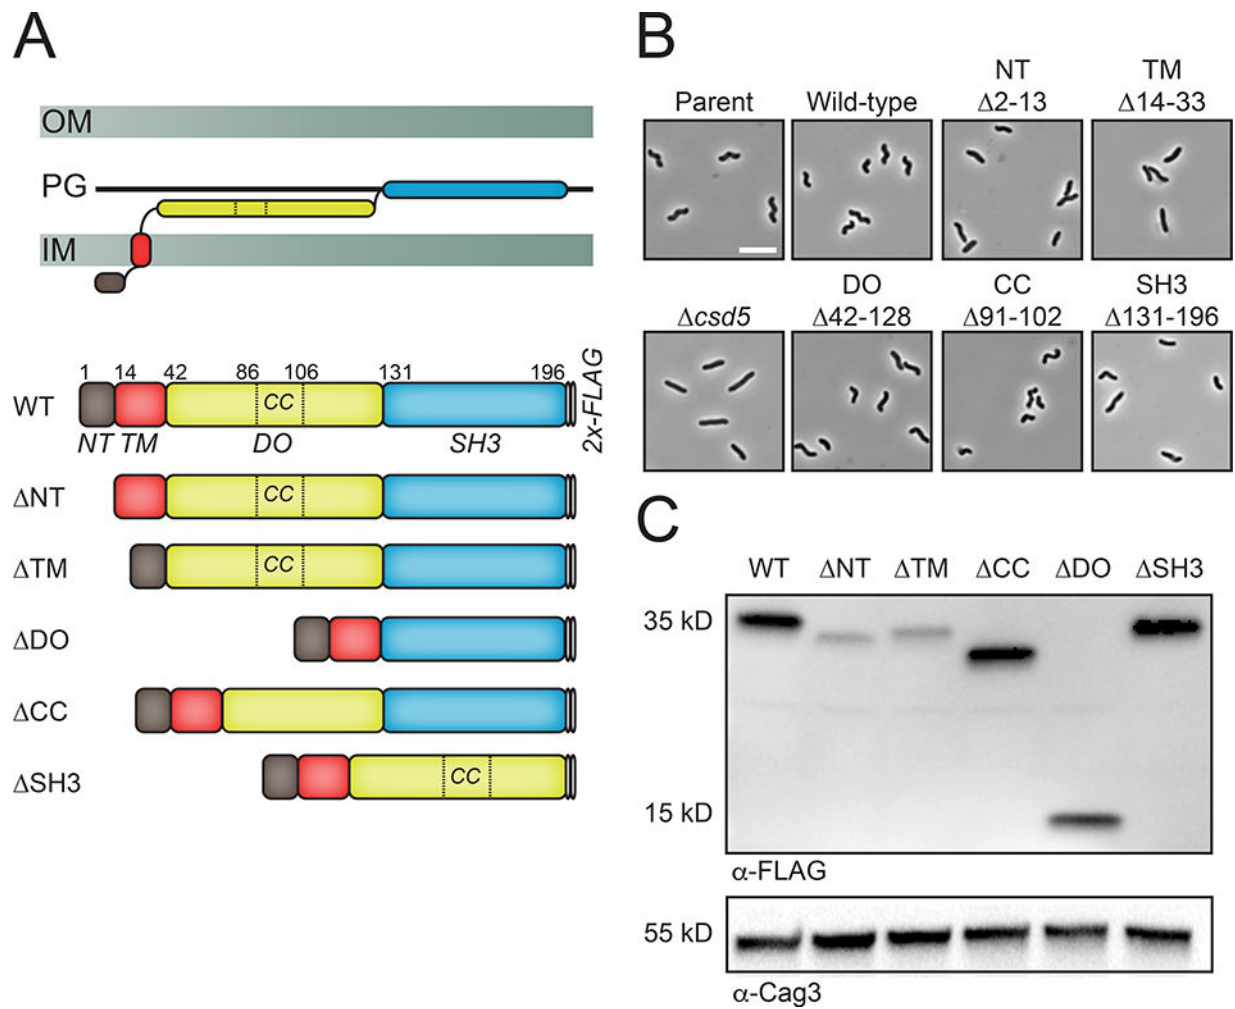 A
OM
PG
IM
1 14 42 86 106 131 196
WT
CC
2x-FLAG
NT TM DO SH3
ΔNT
CC
ΔTM
CC
ΔDO
ΔCC
ΔSH3
CC
B
Parent
Wild-type
NT
Δ2-13
TM
Δ14-33
Δcsd5
DO
Δ42-128
CC
Δ91-102
SH3
Δ131-196
C
WT ΔNT ΔTM ΔCC ΔDO ΔSH3
35 kD
15 kD
α-FLAG
55 kD
α-Cag3